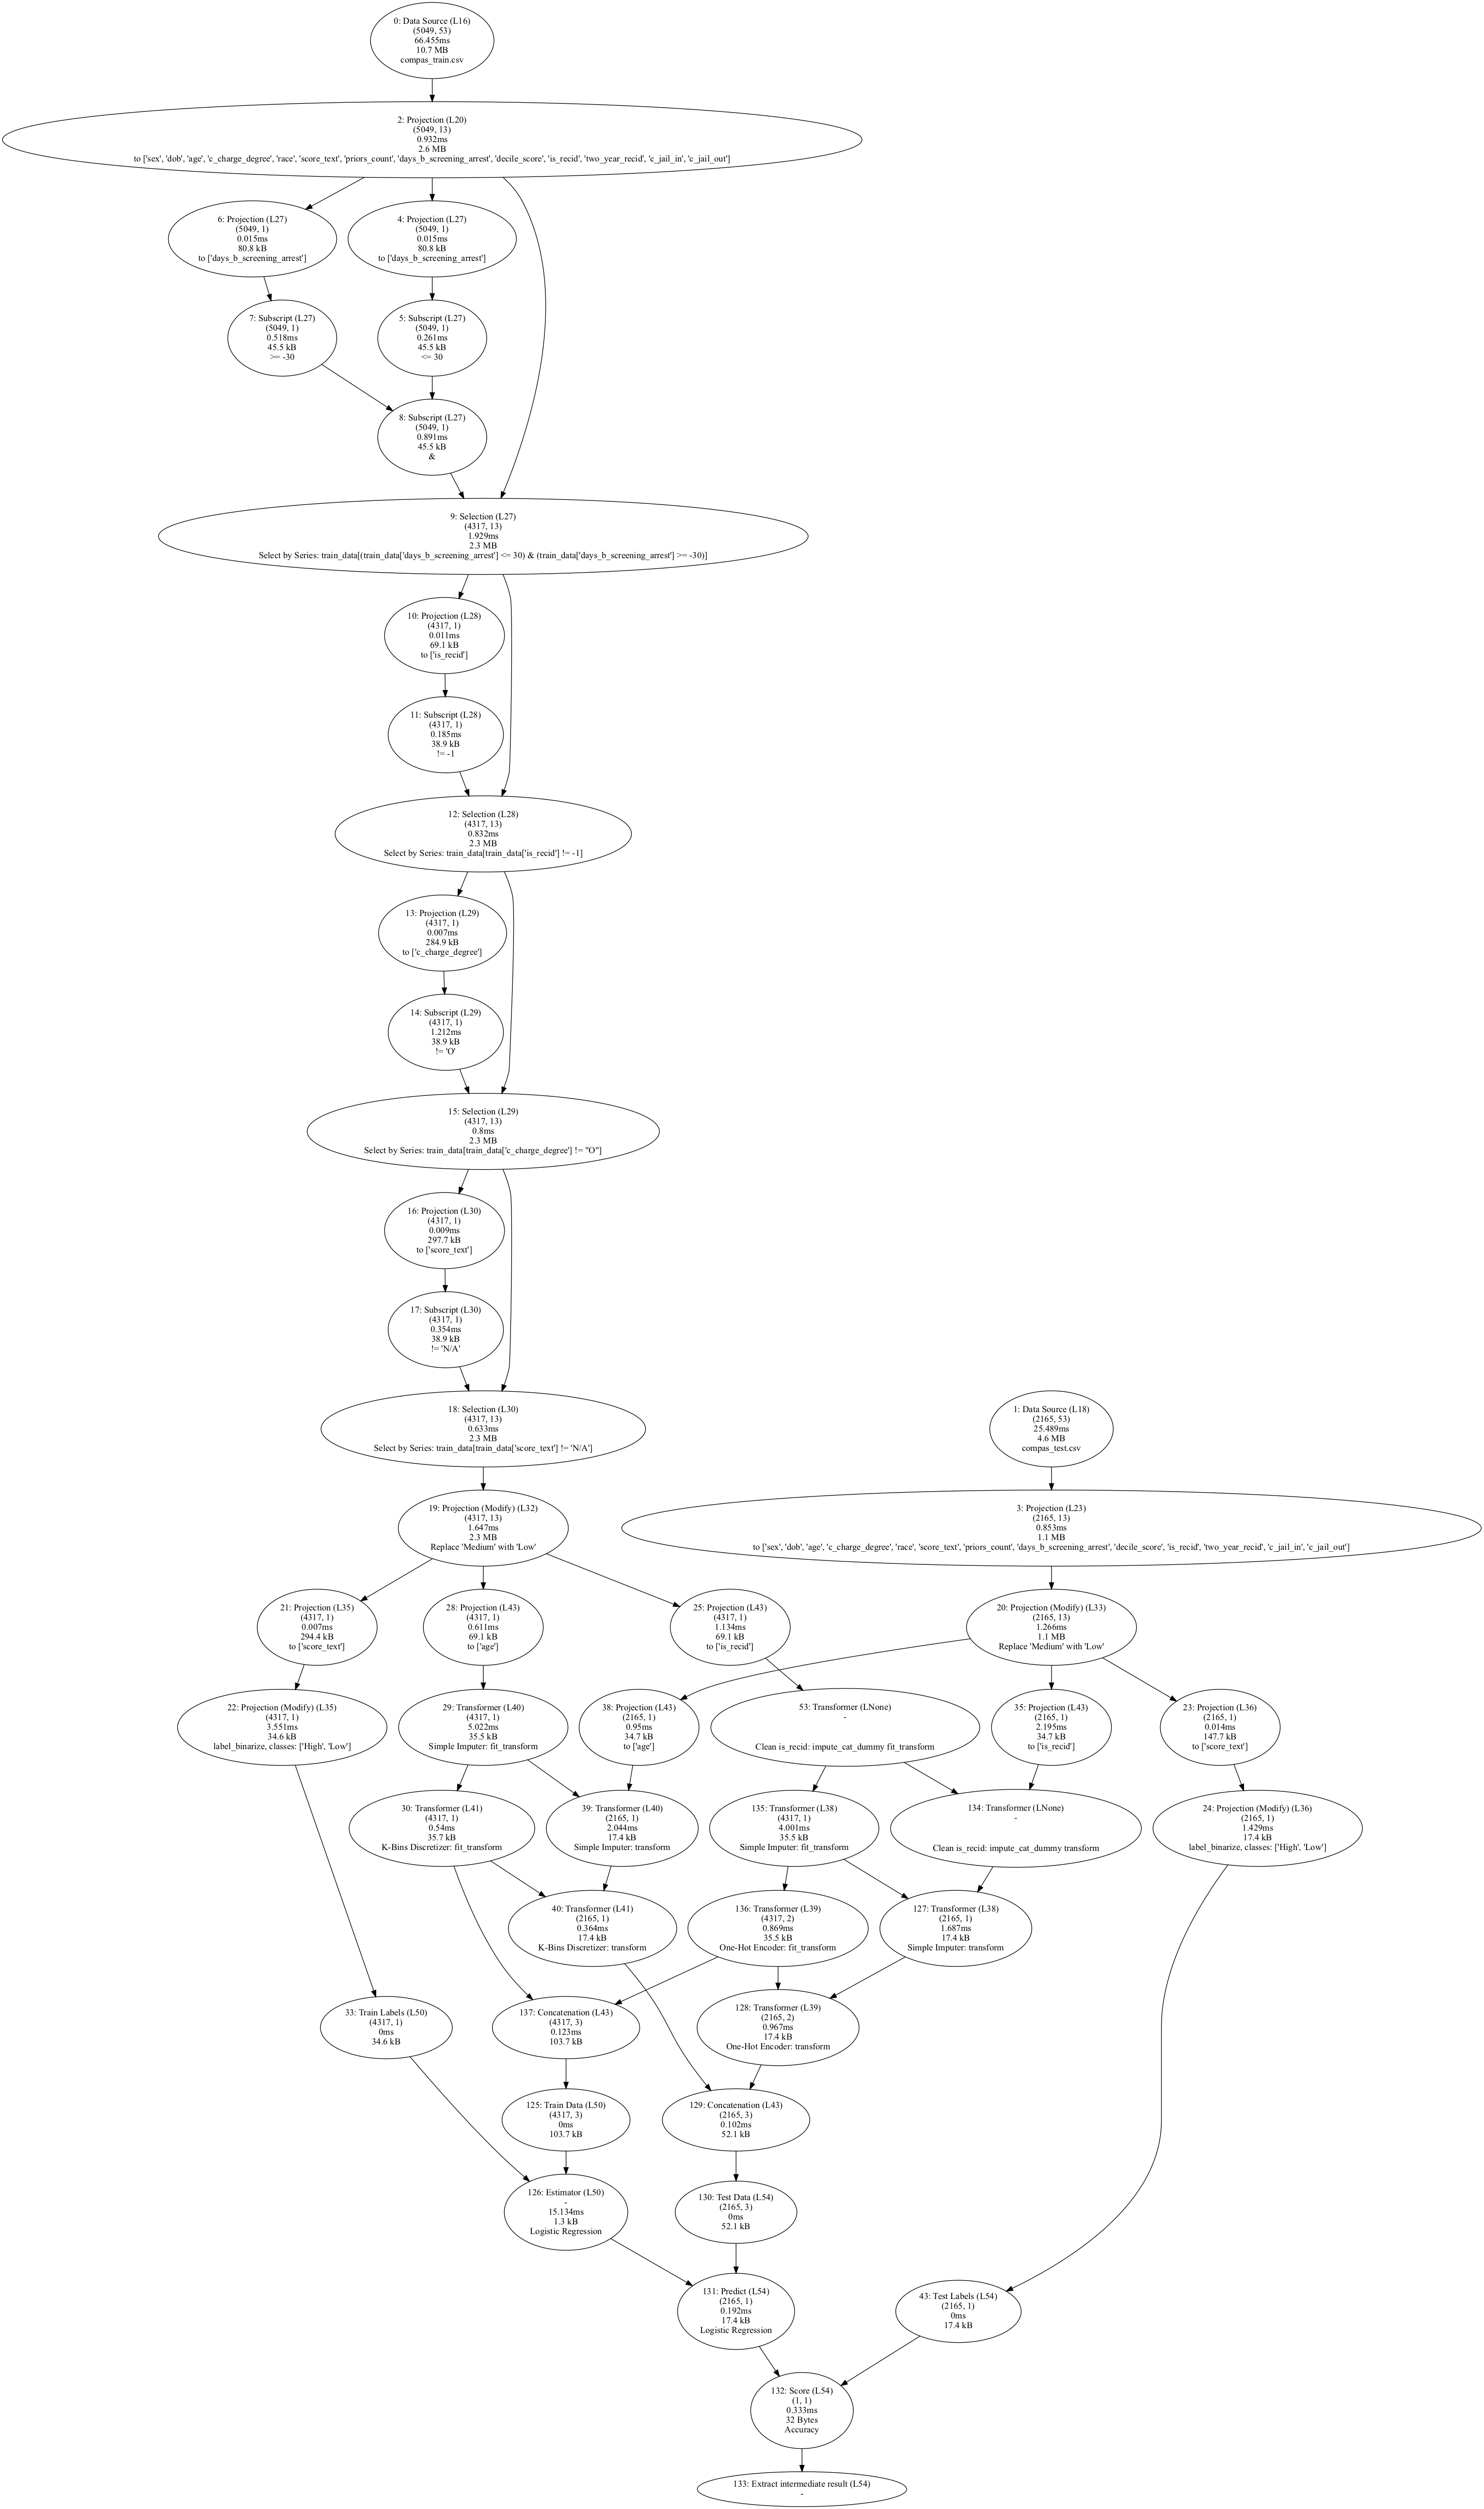 0: Data Source (L16)
(5049, 53)
66.455ms
10.7 MB
compas_train.csv
2: Projection (L20)
(5049, 13)
0.932ms
2.6 MB
to ['sex', 'dob', 'age', 'c_charge_degree', 'race', 'score_text', 'priors_count', 'days_b_screening_arrest', 'decile_score', 'is_recid', 'two_year_recid', 'c_jail_in', 'c_jail_out']
6: Projection (L27)
(5049, 1)
0.015ms
80.8 kB
to ['days_b_screening_arrest']
4: Projection (L27)
(5049, 1)
0.015ms
80.8 kB
to ['days_b_screening_arrest']
7: Subscript (L27)
(5049, 1)
0.518ms
45.5 kB
>= -30
5: Subscript (L27)
(5049, 1)
0.261ms
45.5 kB
<= 30
8: Subscript (L27)
(5049, 1)
0.891ms
45.5 kB
&
9: Selection (L27)
(4317, 13)
1.929ms
2.3 MB
Select by Series: train_data[(train_data['days_b_screening_arrest'] <= 30) & (train_data['days_b_screening_arrest'] >= -30)]
10: Projection (L28)
(4317, 1)
0.011ms
69.1 kB
to ['is_recid']
11: Subscript (L28)
(4317, 1)
0.185ms
38.9 kB
!= -1
12: Selection (L28)
(4317, 13)
0.832ms
2.3 MB
Select by Series: train_data[train_data['is_recid'] != -1]
13: Projection (L29)
(4317, 1)
0.007ms
284.9 kB
to ['c_charge_degree']
14: Subscript (L29)
(4317, 1)
1.212ms
38.9 kB
!= 'O'
15: Selection (L29)
(4317, 13)
0.8ms
2.3 MB
Select by Series: train_data[train_data['c_charge_degree'] != "O"]
16: Projection (L30)
(4317, 1)
0.009ms
297.7 kB
to ['score_text']
17: Subscript (L30)
(4317, 1)
0.354ms
38.9 kB
!= 'N/A'
18: Selection (L30)
(4317, 13)
0.633ms
2.3 MB
Select by Series: train_data[train_data['score_text'] != 'N/A']
1: Data Source (L18)
(2165, 53)
25.489ms
4.6 MB
compas_test.csv
19: Projection (Modify) (L32)
(4317, 13)
1.647ms
2.3 MB
Replace 'Medium' with 'Low'
3: Projection (L23)
(2165, 13)
0.853ms
1.1 MB
to ['sex', 'dob', 'age', 'c_charge_degree', 'race', 'score_text', 'priors_count', 'days_b_screening_arrest', 'decile_score', 'is_recid', 'two_year_recid', 'c_jail_in', 'c_jail_out']
21: Projection (L35)
(4317, 1)
0.007ms
294.4 kB
to ['score_text']
28: Projection (L43)
(4317, 1)
0.611ms
69.1 kB
to ['age']
25: Projection (L43)
(4317, 1)
1.134ms
69.1 kB
to ['is_recid']
20: Projection (Modify) (L33)
(2165, 13)
1.266ms
1.1 MB
Replace 'Medium' with 'Low'
22: Projection (Modify) (L35)
(4317, 1)
3.551ms
34.6 kB
label_binarize, classes: ['High', 'Low']
29: Transformer (L40)
(4317, 1)
5.022ms
35.5 kB
Simple Imputer: fit_transform
38: Projection (L43)
(2165, 1)
0.95ms
34.7 kB
to ['age']
53: Transformer (LNone)
-
Clean is_recid: impute_cat_dummy fit_transform
35: Projection (L43)
(2165, 1)
2.195ms
34.7 kB
to ['is_recid']
23: Projection (L36)
(2165, 1)
0.014ms
147.7 kB
to ['score_text']
30: Transformer (L41)
(4317, 1)
0.54ms
35.7 kB
K-Bins Discretizer: fit_transform
39: Transformer (L40)
(2165, 1)
2.044ms
17.4 kB
Simple Imputer: transform
135: Transformer (L38)
(4317, 1)
4.001ms
35.5 kB
Simple Imputer: fit_transform
134: Transformer (LNone)
-
Clean is_recid: impute_cat_dummy transform
24: Projection (Modify) (L36)
(2165, 1)
1.429ms
17.4 kB
label_binarize, classes: ['High', 'Low']
40: Transformer (L41)
(2165, 1)
0.364ms
17.4 kB
K-Bins Discretizer: transform
136: Transformer (L39)
(4317, 2)
0.869ms
35.5 kB
One-Hot Encoder: fit_transform
127: Transformer (L38)
(2165, 1)
1.687ms
17.4 kB
Simple Imputer: transform
33: Train Labels (L50)
(4317, 1)
0ms
34.6 kB
137: Concatenation (L43)
(4317, 3)
0.123ms
103.7 kB
128: Transformer (L39)
(2165, 2)
0.967ms
17.4 kB
One-Hot Encoder: transform
125: Train Data (L50)
(4317, 3)
0ms
103.7 kB
129: Concatenation (L43)
(2165, 3)
0.102ms
52.1 kB
126: Estimator (L50)
-
15.134ms
1.3 kB
Logistic Regression
130: Test Data (L54)
(2165, 3)
0ms
52.1 kB
131: Predict (L54)
(2165, 1)
0.192ms
17.4 kB
Logistic Regression
43: Test Labels (L54)
(2165, 1)
0ms
17.4 kB
132: Score (L54)
(1, 1)
0.333ms
32 Bytes
Accuracy
133: Extract intermediate result (L54)
-